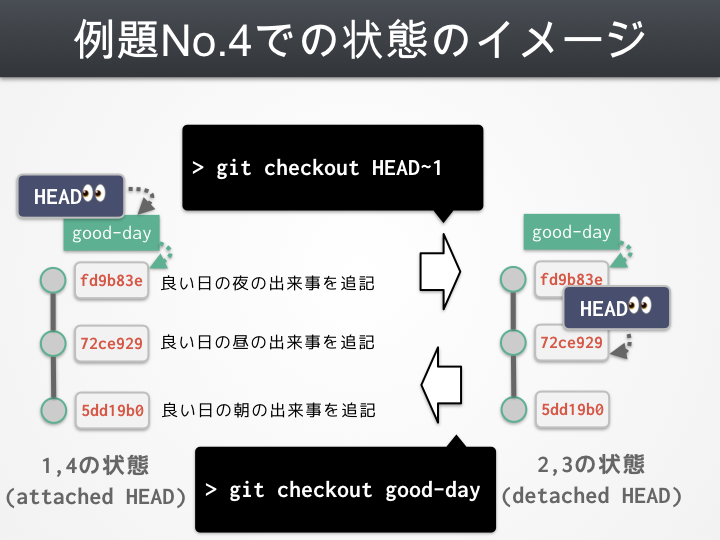 例題No.4での状態のイメージ
> git checkout HEAD~1
HEAD👀
good-day
fd9b83e 良い日の夜の出来事を追記
72ce929 良い日の昼の出来事を追記
5dd19b0 良い日の朝の出来事を追記
1,4の状態
(attached HEAD)
good-day
fd9b83e
HEAD👀
72ce929
5dd19b0
2,3の状態
(detached HEAD)
> git checkout good-day